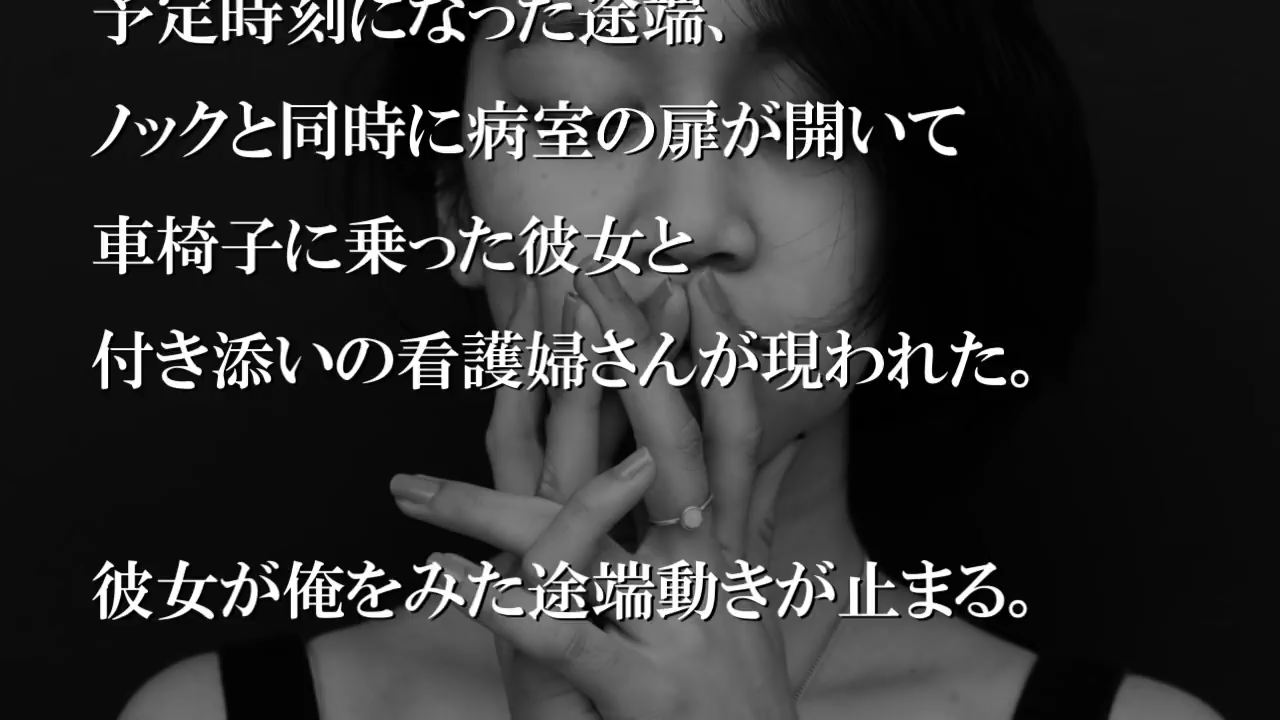 予定時刻になった途端、
ノックと同時に病室の扉が開いて
車椅子に乗った彼女と
付き添いの看護婦さんが現われた。
彼女が俺をみた途端動きが止まる。